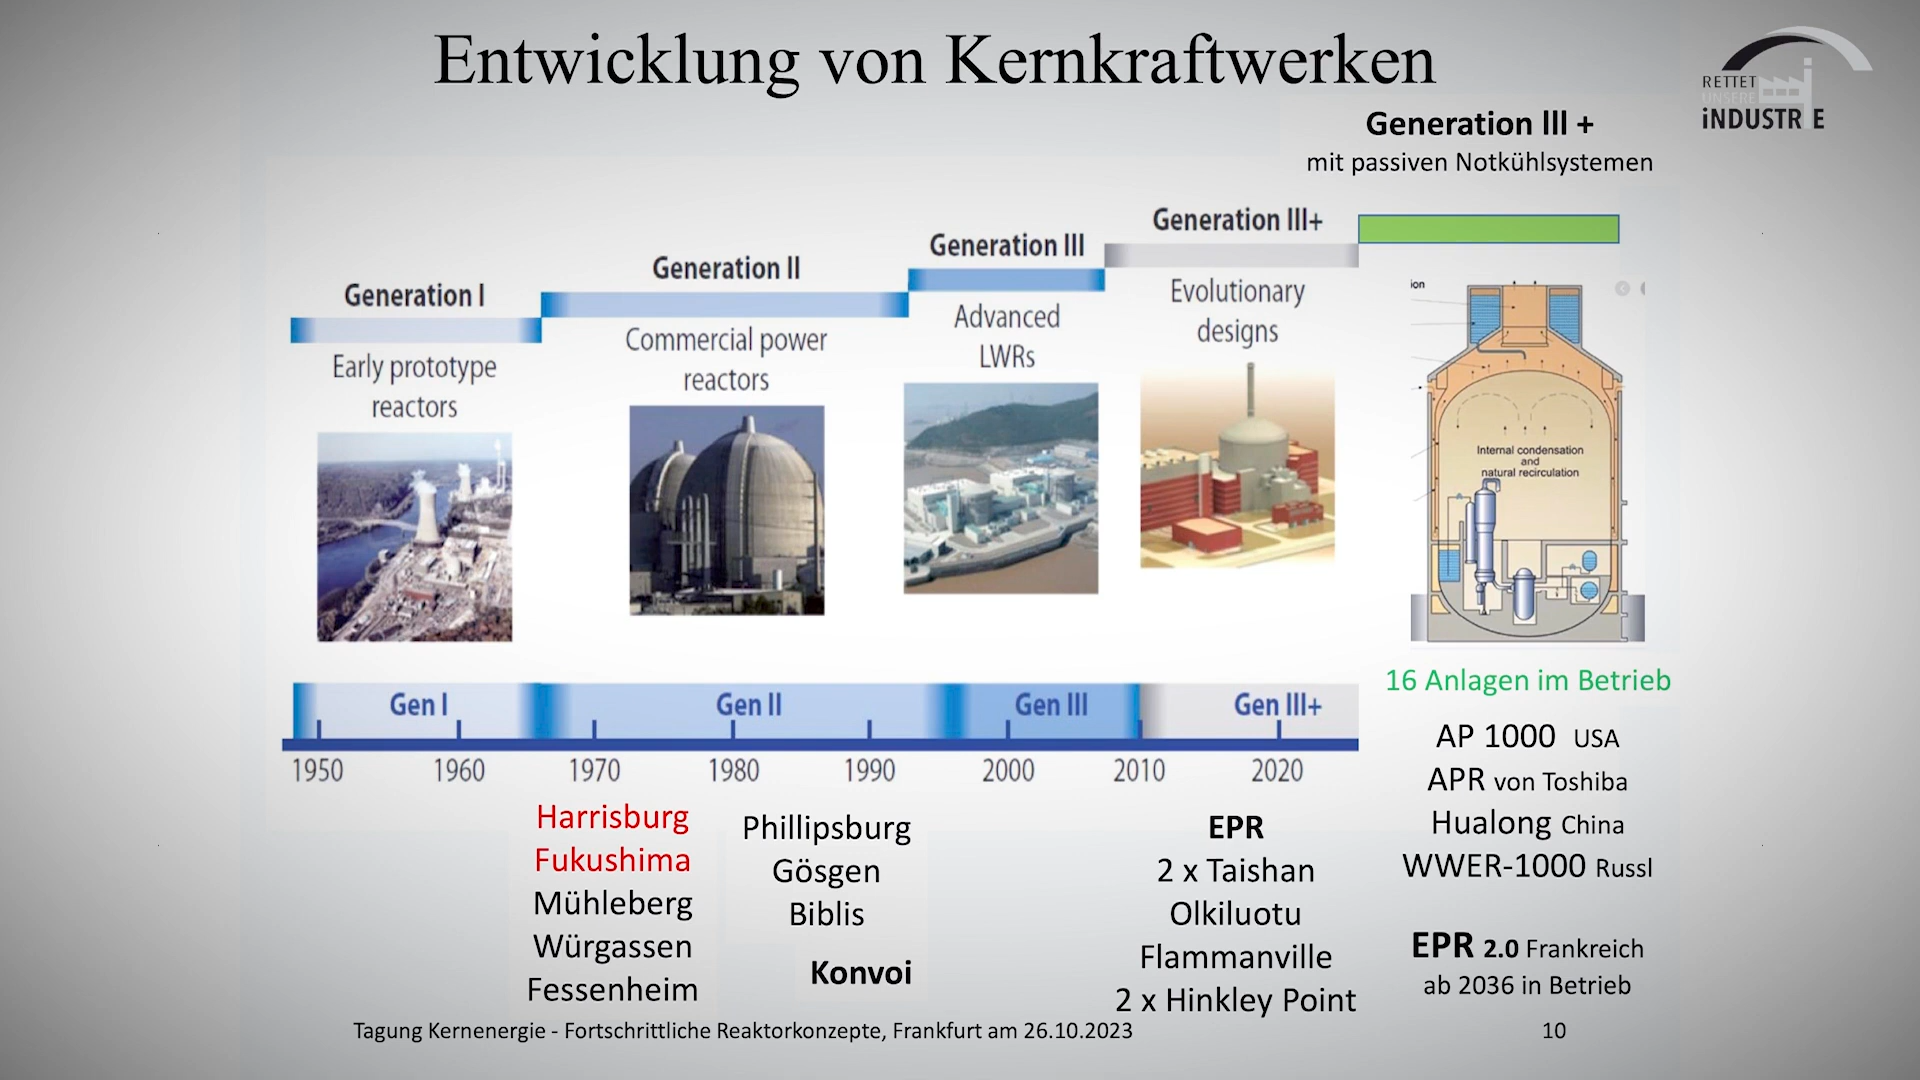 Entwicklung von Kernkraftwerken
RETTET
UNSERE
iNDUSTRIE
Generation lll +
mit passiven Notkühlsystemen
Generation I
Early prototype
reactors
Generation II
Commercial power
reactors
Generation III
Advanced
LWRs
Generation III+
Evolutionary
designs
ion
Internal condensation
and
natural recirculation
Gen I
Gen II
Gen III
Gen III+
1950
1960
1970
1980
1990
2000
2010
2020
Harrisburg
Fukushima
Mühleberg
Würgassen
Fessenheim
Phillipsburg
Gösgen
Biblis
Konvoi
EPR
2 x Taishan
Olkiluotu
Flammanville
2 x Hinkley Point
16 Anlagen im Betrieb
AP 1000 USA
APR von Toshiba
Hualong China
WWER-1000 Russl
EPR 2.0 Frankreich
ab 2036 in Betrieb
Tagung Kernenergie - Fortschrittliche Reaktorkonzepte, Frankfurt am 26.10.2023
10